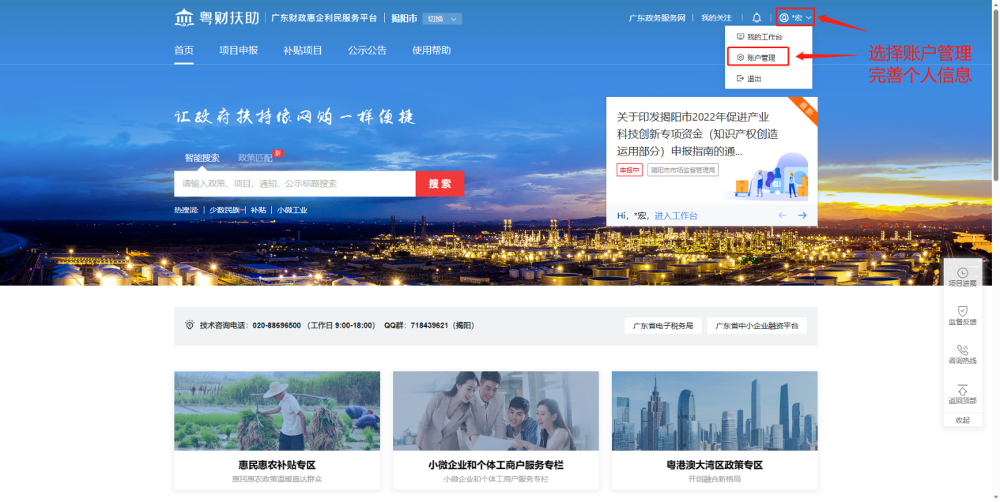 粤财扶助
广东财政惠企利民服务平台
揭阳市
切换
广东政务服务网
我的关注
*宏
首页
项目申报
补贴项目
公示公告
使用帮助
我的工作台
账户管理
退出
选择账户管理
完善个人信息
让政府扶持像网购一样便捷
智能搜索
政策匹配
新
请输入政策、项目、通知、公示标题搜索
搜 索
热搜词:
少数民族
补贴
小微工业
最新
关于印发揭阳市2022年促进产业
科技创新专项资金（知识产权创造
运用部分）申报指南的通...
申报中
揭阳市市场监督管理局
Hi，*宏，进入工作台
项目进展
监督反馈
咨询热线
返回顶部
收起
技术咨询电话：020-88696500 （工作日 9:00-18:00） QQ群：718439621（揭阳）
广东省电子税务局
广东省中小企业融资平台
惠民惠农补贴专区
惠民惠农政策温暖直达群众
小微企业和个体工商户服务专栏
小微企业和个体工商户服务专栏
粤港澳大湾区政策专区
开创融合新格局